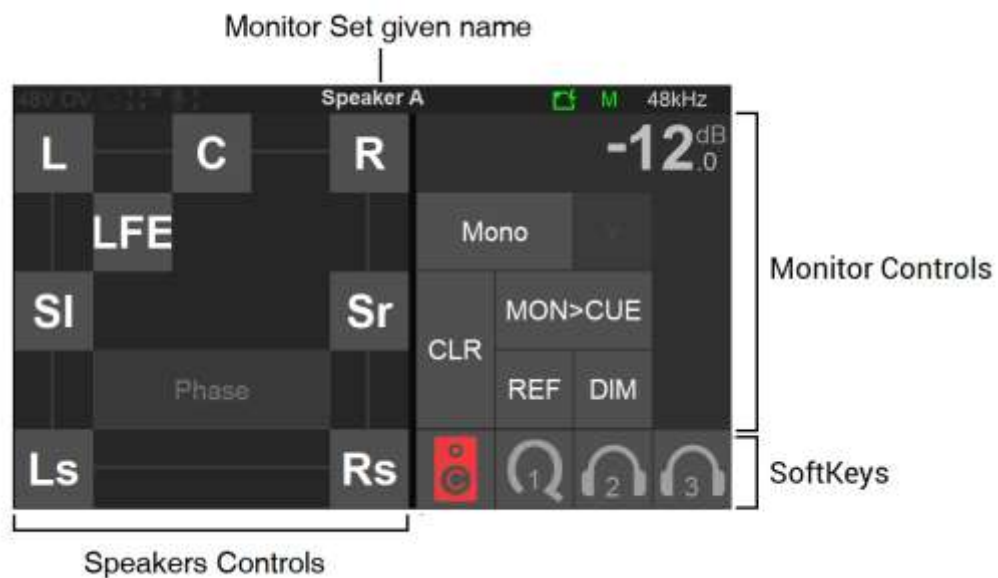 Monitor Set given name
Speaker A M 48kHz
L C R -12.0 dB
LFE Mono
Sl Sr MON>CUE
Monitor Controls
CLR
Phase REF DIM
Ls Rs C 1 2 3
SoftKeys
Speakers Controls